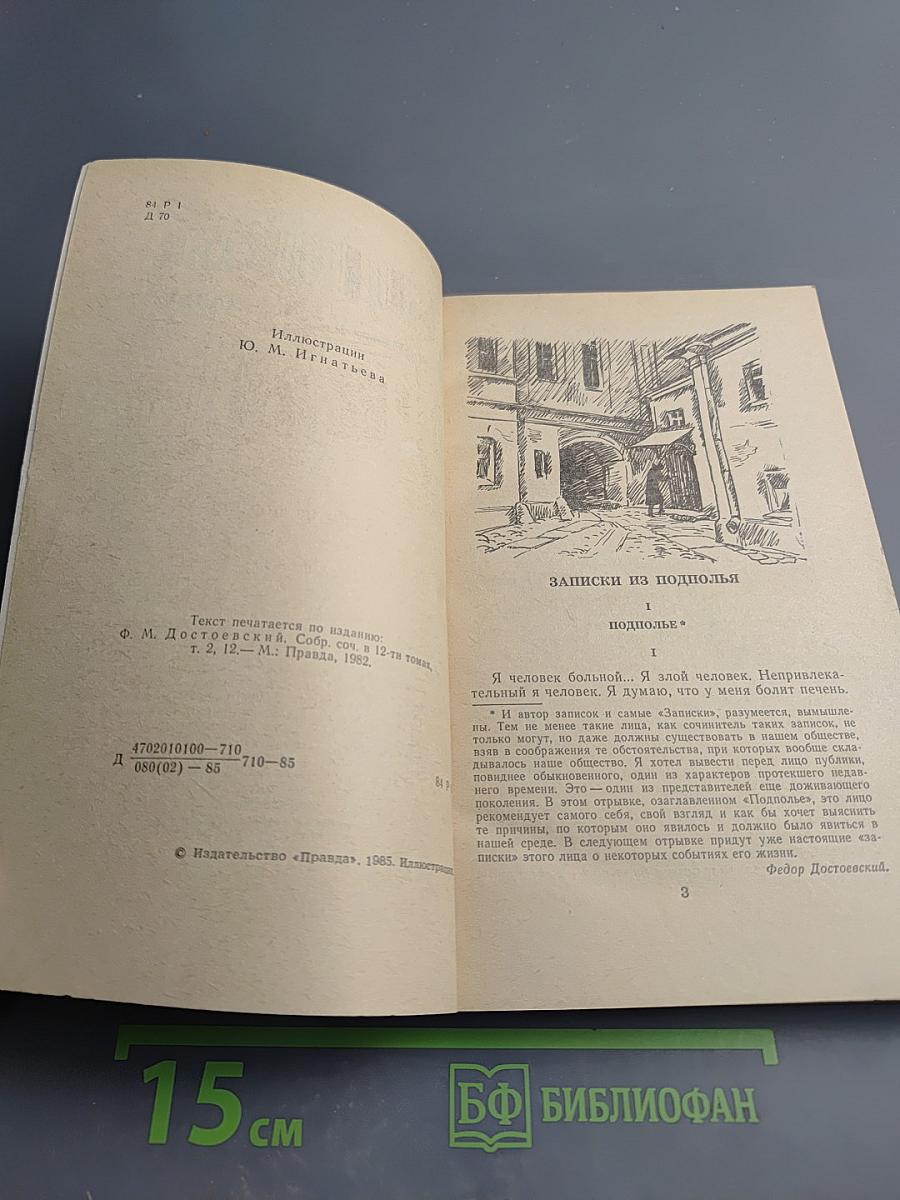 84 Р 1
Д 70
Иллюстрации
Ю. М. Игнатьева
Текст печатается по изданию:
Ф. М. Достоевский. Собр. соч. в 12-ти томах,
т. 2, 12.— М.: Правда, 1982.
Д 4702010100—710
080(02) — 85 710—85
84 Р
© Издательство «Правда», 1985. Иллюстрации.
ЗАПИСКИ ИЗ ПОДПОЛЬЯ
I
ПОДПОЛЬЕ*
I
Я человек больной... Я злой человек. Непривлека-
тельный я человек. Я думаю, что у меня болит печень.
* И автор записок и самые «Записки», разумеется, вымышле-
ны. Тем не менее такие лица, как сочинитель таких записок, не
только могут, но даже должны существовать в нашем обществе,
взяв в соображения те обстоятельства, при которых вообще скла-
дывалось наше общество. Я хотел вывести перед лицо публики,
повиднее обыкновенного, один из характеров протекшего недав-
него времени. Это — один из представителей еще доживающего
поколения. В этом отрывке, озаглавленном «Подполье», это лицо
рекомендует самого себя, свой взгляд и как бы хочет выяснить
те причины, по которым оно явилось и должно было явиться в
нашей среде. В следующем отрывке придут уже настоящие «за-
писки» этого лица о некоторых событиях его жизни.
Федор Достоевский.
3
15 см
БФ БИБЛИОФАН